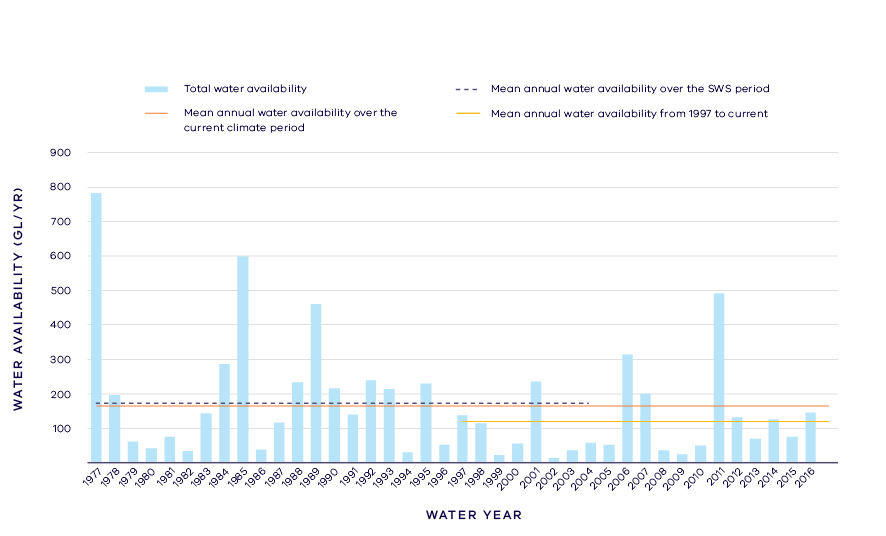 Total water availability
Mean annual water availability over the SWS period
Mean annual water availability over the
current climate period
Mean annual water availability from 1997 to current
WATER AVAILABILITY (GL/YR)
900
800
700
600
500
400
300
200
100
1977 1978 1979 1980 1981 1982 1983 1984 1985 1986 1987 1988 1989 1990 1991 1992 1993 1994 1995 1996 1997 1998 1999 2000 2001 2002 2003 2004 2005 2006 2007 2008 2009 2010 2011 2012 2013 2014 2015 2016
WATER YEAR